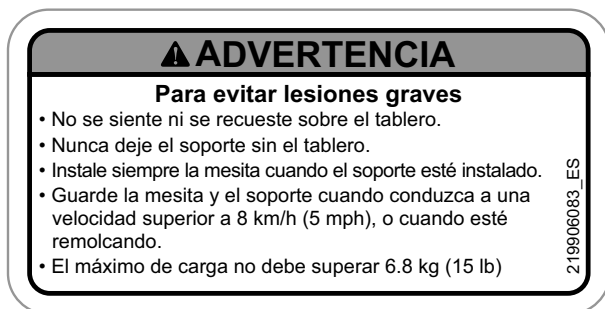 ADVERTENCIA
Para evitar lesiones graves
• No se siente ni se recueste sobre el tablero.
• Nunca deje el soporte sin el tablero.
• Instale siempre la mesita cuando el soporte esté instalado.
• Guarde la mesita y el soporte cuando conduzca a una
velocidad superior a 8 km/h (5 mph), o cuando esté
remolcando.
• El máximo de carga no debe superar 6.8 kg (15 lb)
219906083_ES